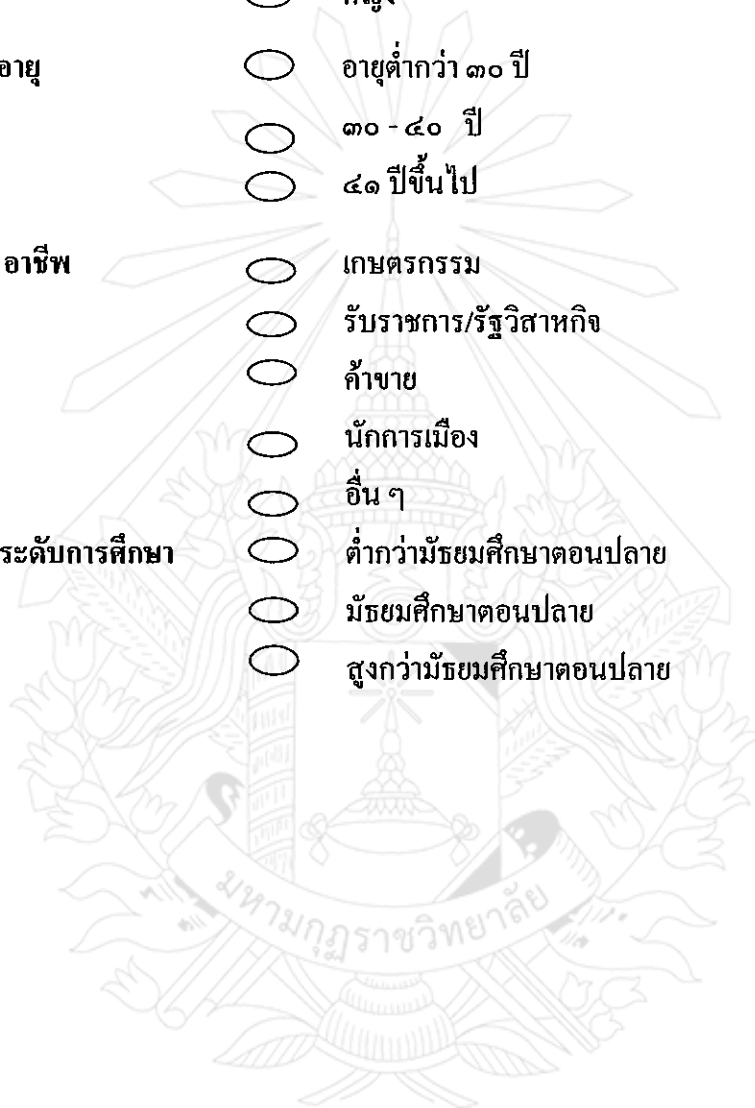 หญิง
อายุ อายุต่ำกว่า ๓๐ ปี
๓๐ - ๔๐ ปี
๔๑ ปีขึ้นไป
อาชีพ เกษตรกรรม
รับราชการ/รัฐวิสาหกิจ
ค้าขาย
นักการเมือง
อื่น ๆ
ระดับการศึกษา ต่ำกว่ามัธยมศึกษาตอนปลาย
มัธยมศึกษาตอนปลาย
สูงกว่ามัธยมศึกษาตอนปลาย
มหามกุฏราชวิทยาลัย